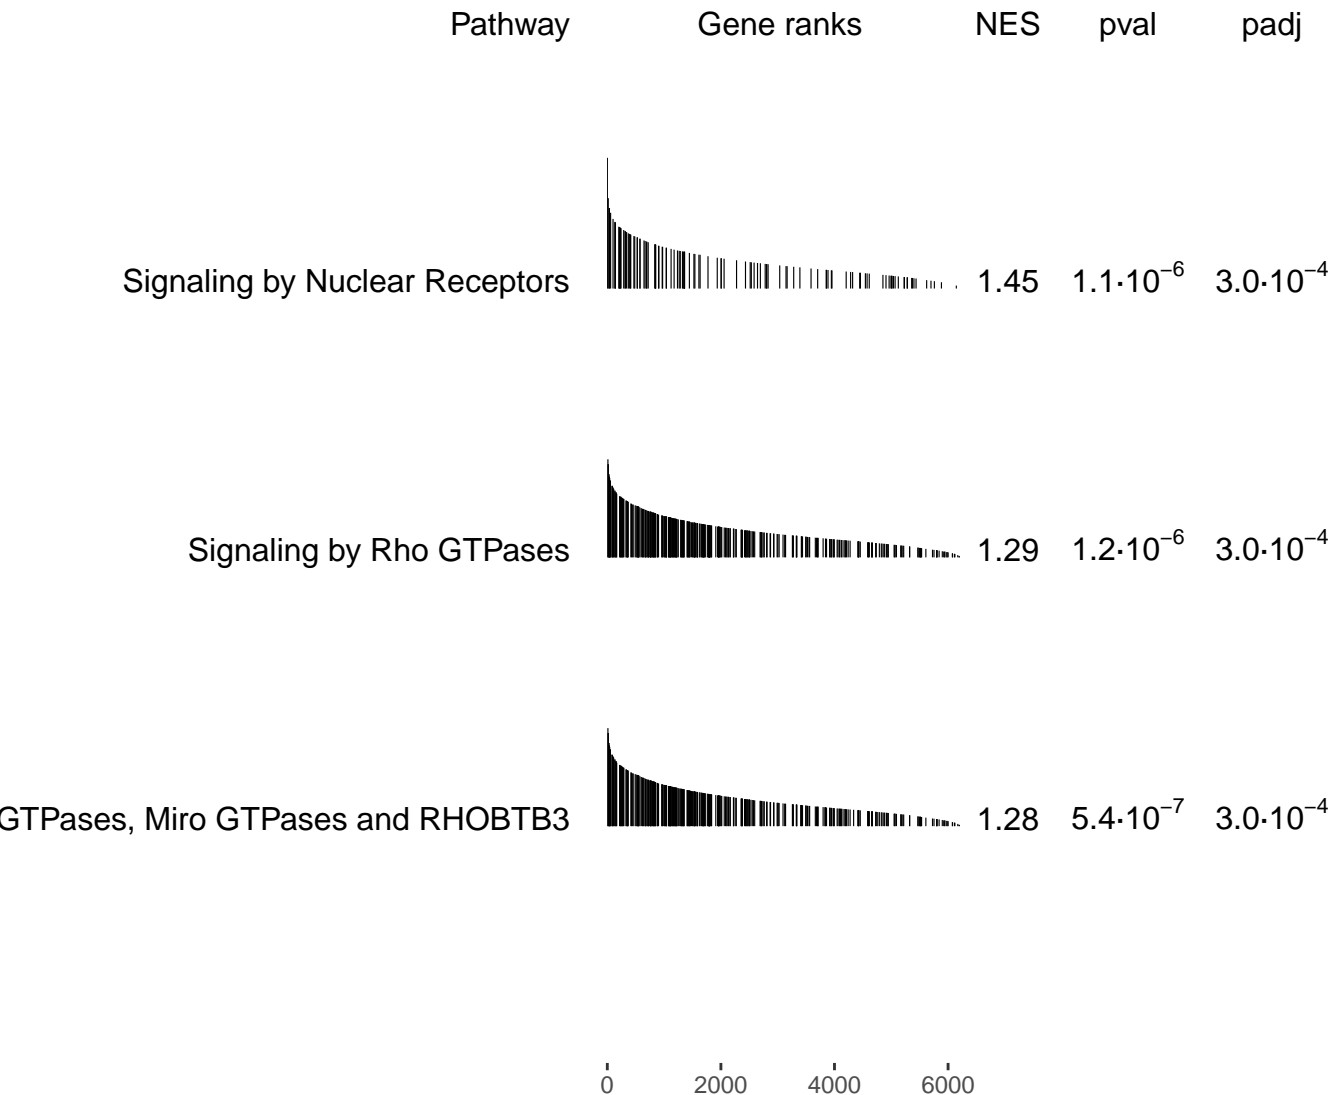 Pathway Gene ranks NES pval padj
Signaling by Nuclear Receptors 1.45 1.1·10⁻⁶ 3.0·10⁻⁴
Signaling by Rho GTPases 1.29 1.2·10⁻⁶ 3.0·10⁻⁴
GTPases, Miro GTPases and RHOBTB3 1.28 5.4·10⁻⁷ 3.0·10⁻⁴
0 2000 4000 6000